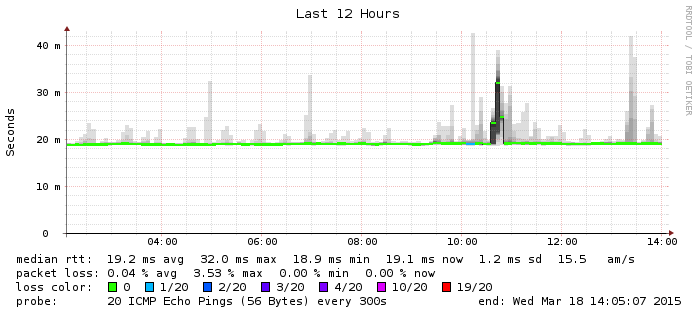 Last 12 Hours
RRDTOOL / TOBI OETIKER
Seconds
40 m
30 m
20 m
10 m
0
04:00 06:00 08:00 10:00 12:00 14:00
median rtt: 19.2 ms avg 32.0 ms max 18.9 ms min 19.1 ms now 1.2 ms sd 15.5 am/s
packet loss: 0.04 % avg 3.53 % max 0.00 % min 0.00 % now
loss color: 0 1/20 2/20 3/20 4/20 10/20 19/20
probe: 20 ICMP Echo Pings (56 Bytes) every 300s end: Wed Mar 18 14:05:07 2015